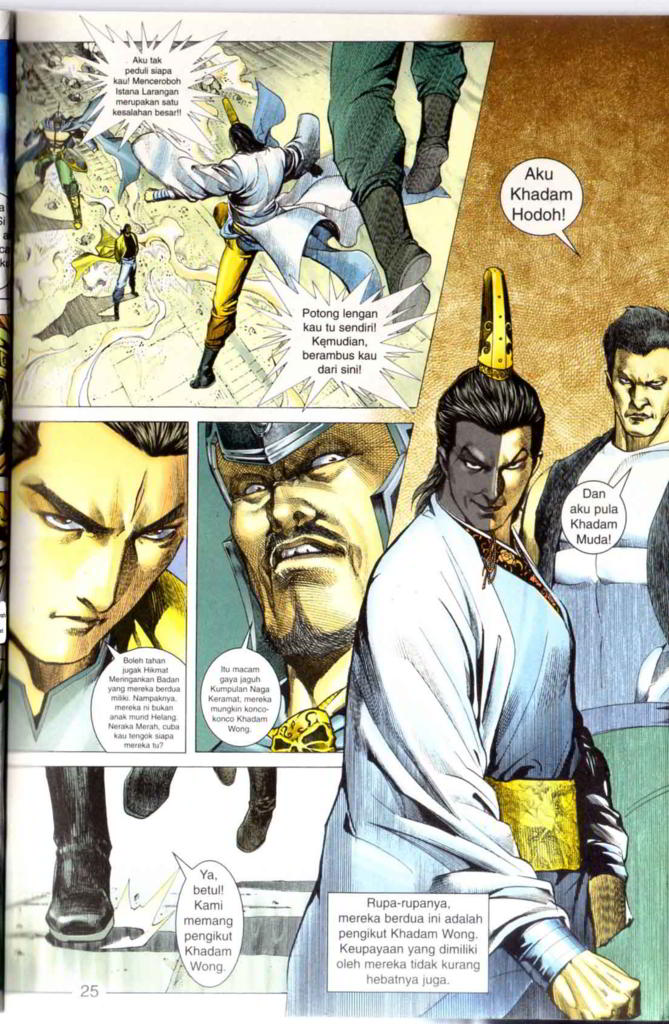 Aku tak
peduli siapa
kau! Menceroboh
Istana Larangan
merupakan satu
kesalahan besar!!
Potong lengan
kau tu sendiri!
Kemudian,
berambus kau
dari sini!
Aku
Khadam
Hodoh!
Dan
aku pula
Khadam
Muda!
Boleh tahan
jugak Hikmat
Meringankan Badan
yang mereka berdua
miliki. Nampaknya,
mereka ni bukan
anak murid Helang.
Neraka Merah, cuba
kau tengok siapa
mereka tu?
Itu macam
gaya jaguh
Kumpulan Naga
Keramat, mereka
mungkin konco-
konco Khadam
Wong.
Ya,
betul!
Kami
memang
pengikut
Khadam
Wong.
Rupa-rupanya,
mereka berdua ini adalah
pengikut Khadam Wong.
Keupayaan yang dimiliki
oleh mereka tidak kurang
hebatnya juga.
25